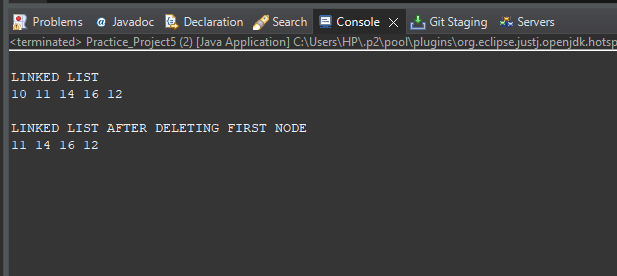 Problems Javadoc Declaration Search Console Git Staging Servers
<terminated> Practice_Project5 (2) [Java Application] C:\Users\HP\.p2\pool\plugins\org.eclipse.justj.openjdk.hotsp
LINKED LIST
10 11 14 16 12
LINKED LIST AFTER DELETING FIRST NODE
11 14 16 12